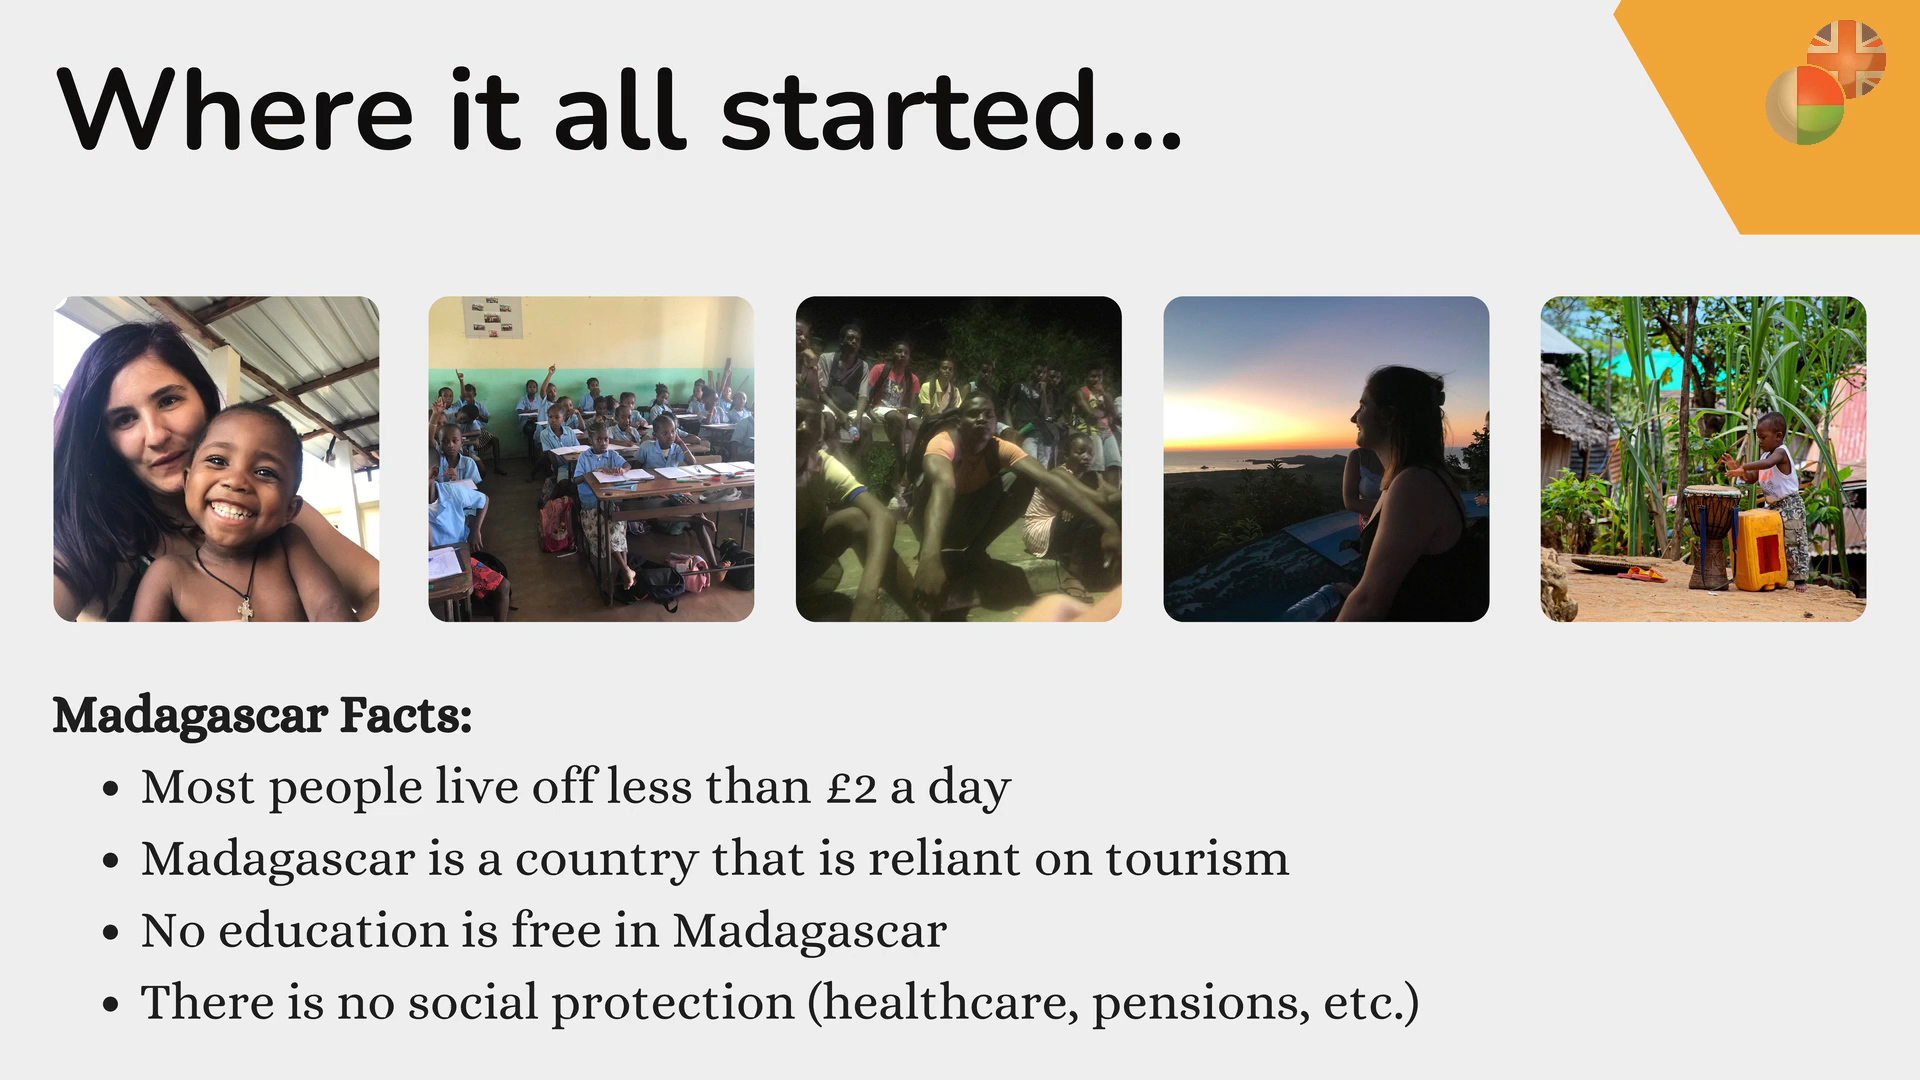 Where it all started...
Madagascar Facts:
• Most people live off less than £2 a day
• Madagascar is a country that is reliant on tourism
• No education is free in Madagascar
• There is no social protection (healthcare, pensions, etc.)